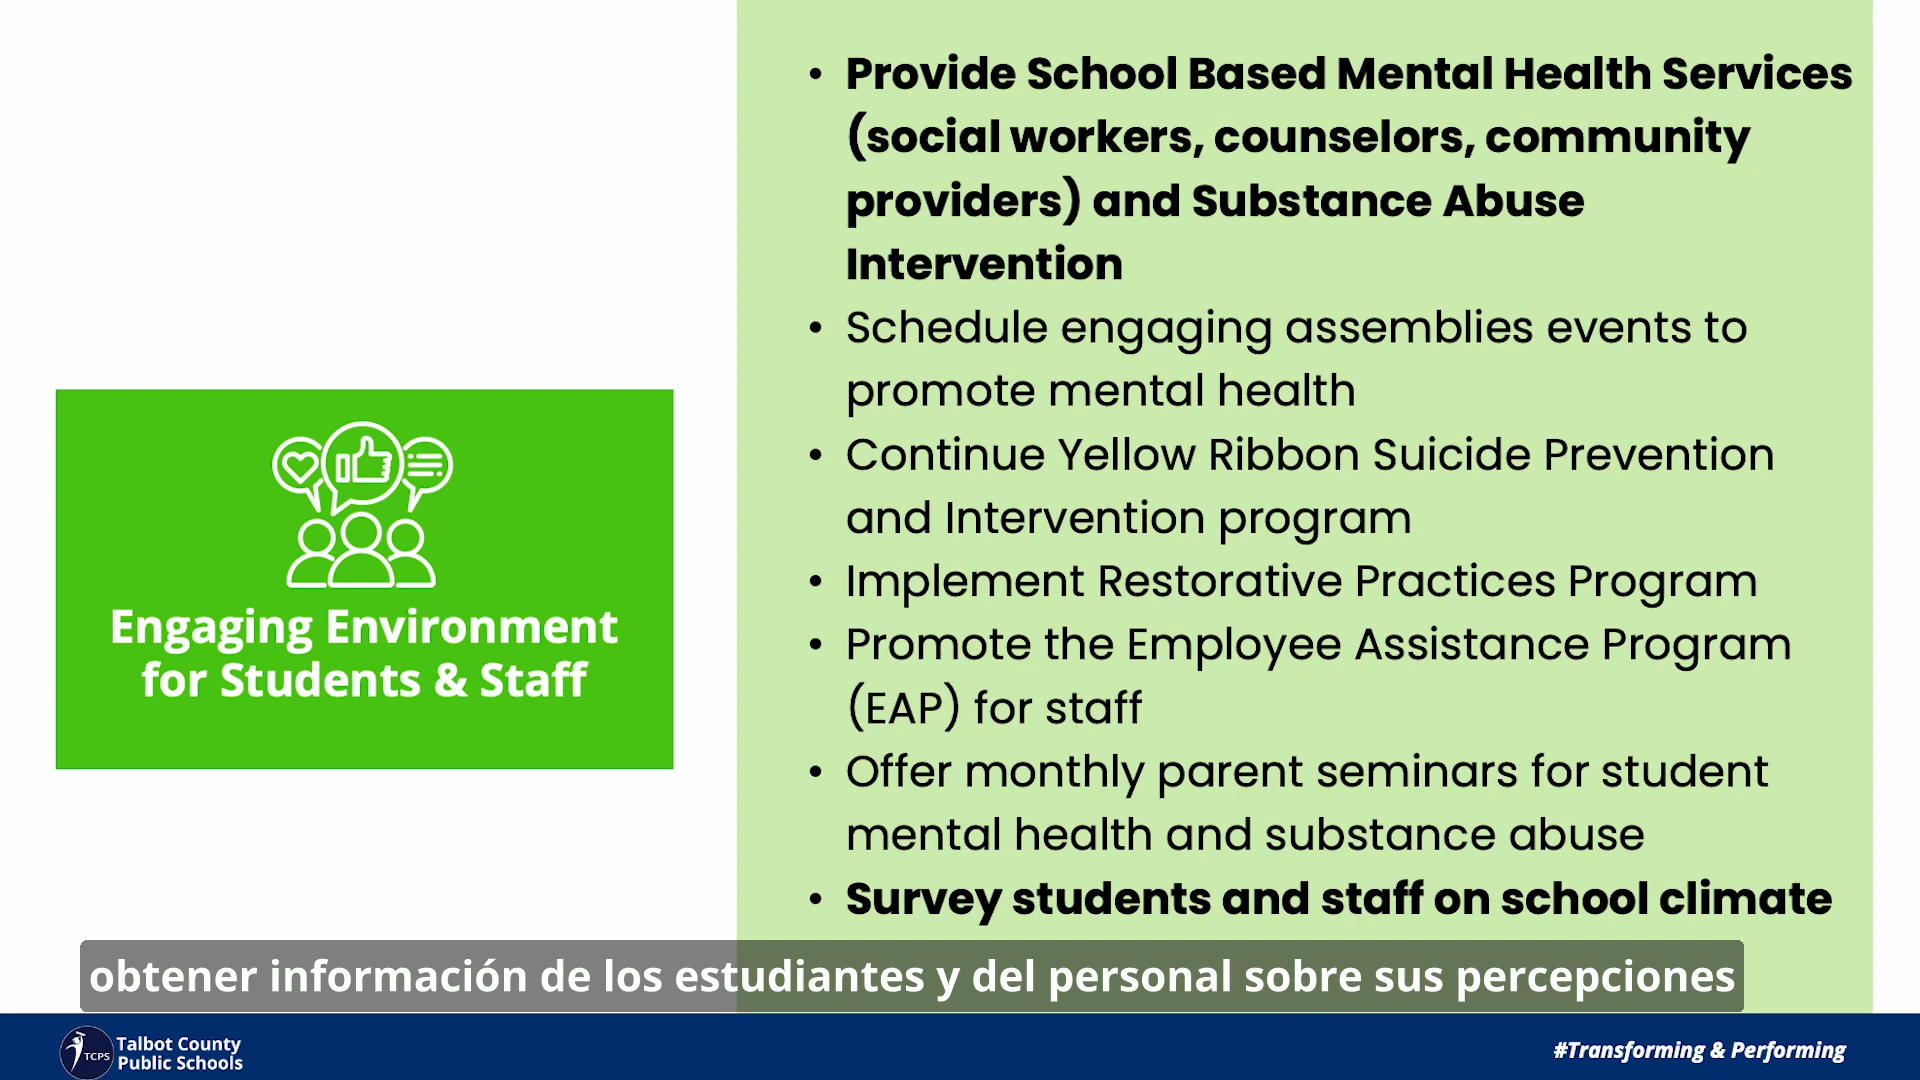 • Provide School Based Mental Health Services
(social workers, counselors, community
providers) and Substance Abuse
Intervention
• Schedule engaging assemblies events to
promote mental health
• Continue Yellow Ribbon Suicide Prevention
and Intervention program
• Implement Restorative Practices Program
• Promote the Employee Assistance Program
(EAP) for staff
• Offer monthly parent seminars for student
mental health and substance abuse
• Survey students and staff on school climate
Engaging Environment
for Students & Staff
obtener información de los estudiantes y del personal sobre sus percepciones
TCPS
Talbot County
Public Schools
#Transforming & Performing